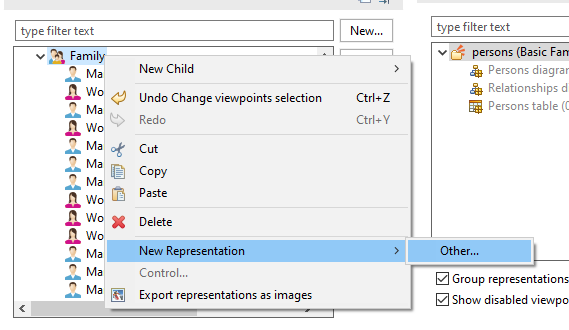 type filter text
New...
type filter text
Family
persons (Basic Fam
Ma
New Child
Persons diagram
Wo
Undo Change viewpoints selection Ctrl+Z
Relationships d
Ma
Redo Ctrl+Y
Persons table (0
Wo
Cut
Ma
Copy
Wo
Paste
Ma
Ma
Delete
Wo
New Representation
Other...
Wo
Control...
Ma
Group representations
Ma
Export representations as images
Show disabled viewpo
Ma